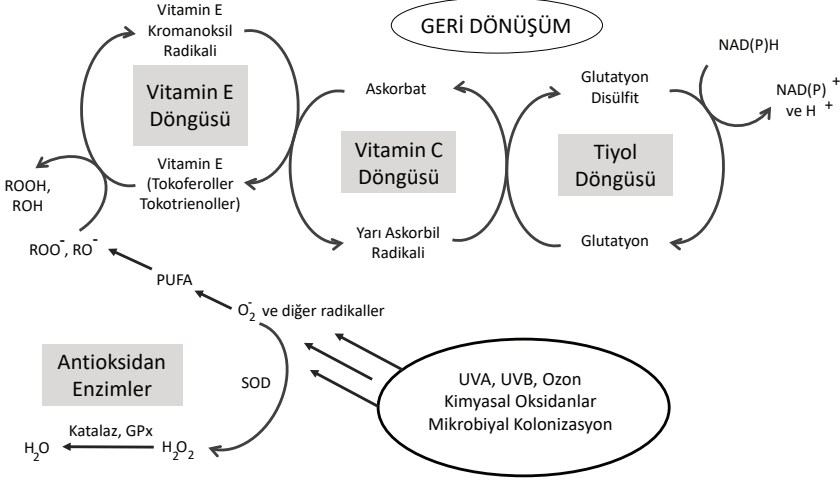 GERİ DÖNÜŞÜM
Vitamin E
Kromanoksil
Radikali
Vitamin E
Döngüsü
Vitamin E
(Tokoferoller
Tokotrienoller)
ROOH,
ROH
ROO⁻, RO⁻
PUFA
O₂⁻ ve diğer radikaller
Askorbat
Vitamin C
Döngüsü
Yarı Askorbil
Radikali
Glutatyon
Disülfit
Tiyol
Döngüsü
Glutatyon
NAD(P)H
NAD(P)⁺
ve H⁺
Antioksidan
Enzimler
SOD
Katalaz, GPx
H₂O
H₂O₂
UVA, UVB, Ozon
Kimyasal Oksidanlar
Mikrobiyal Kolonizasyon